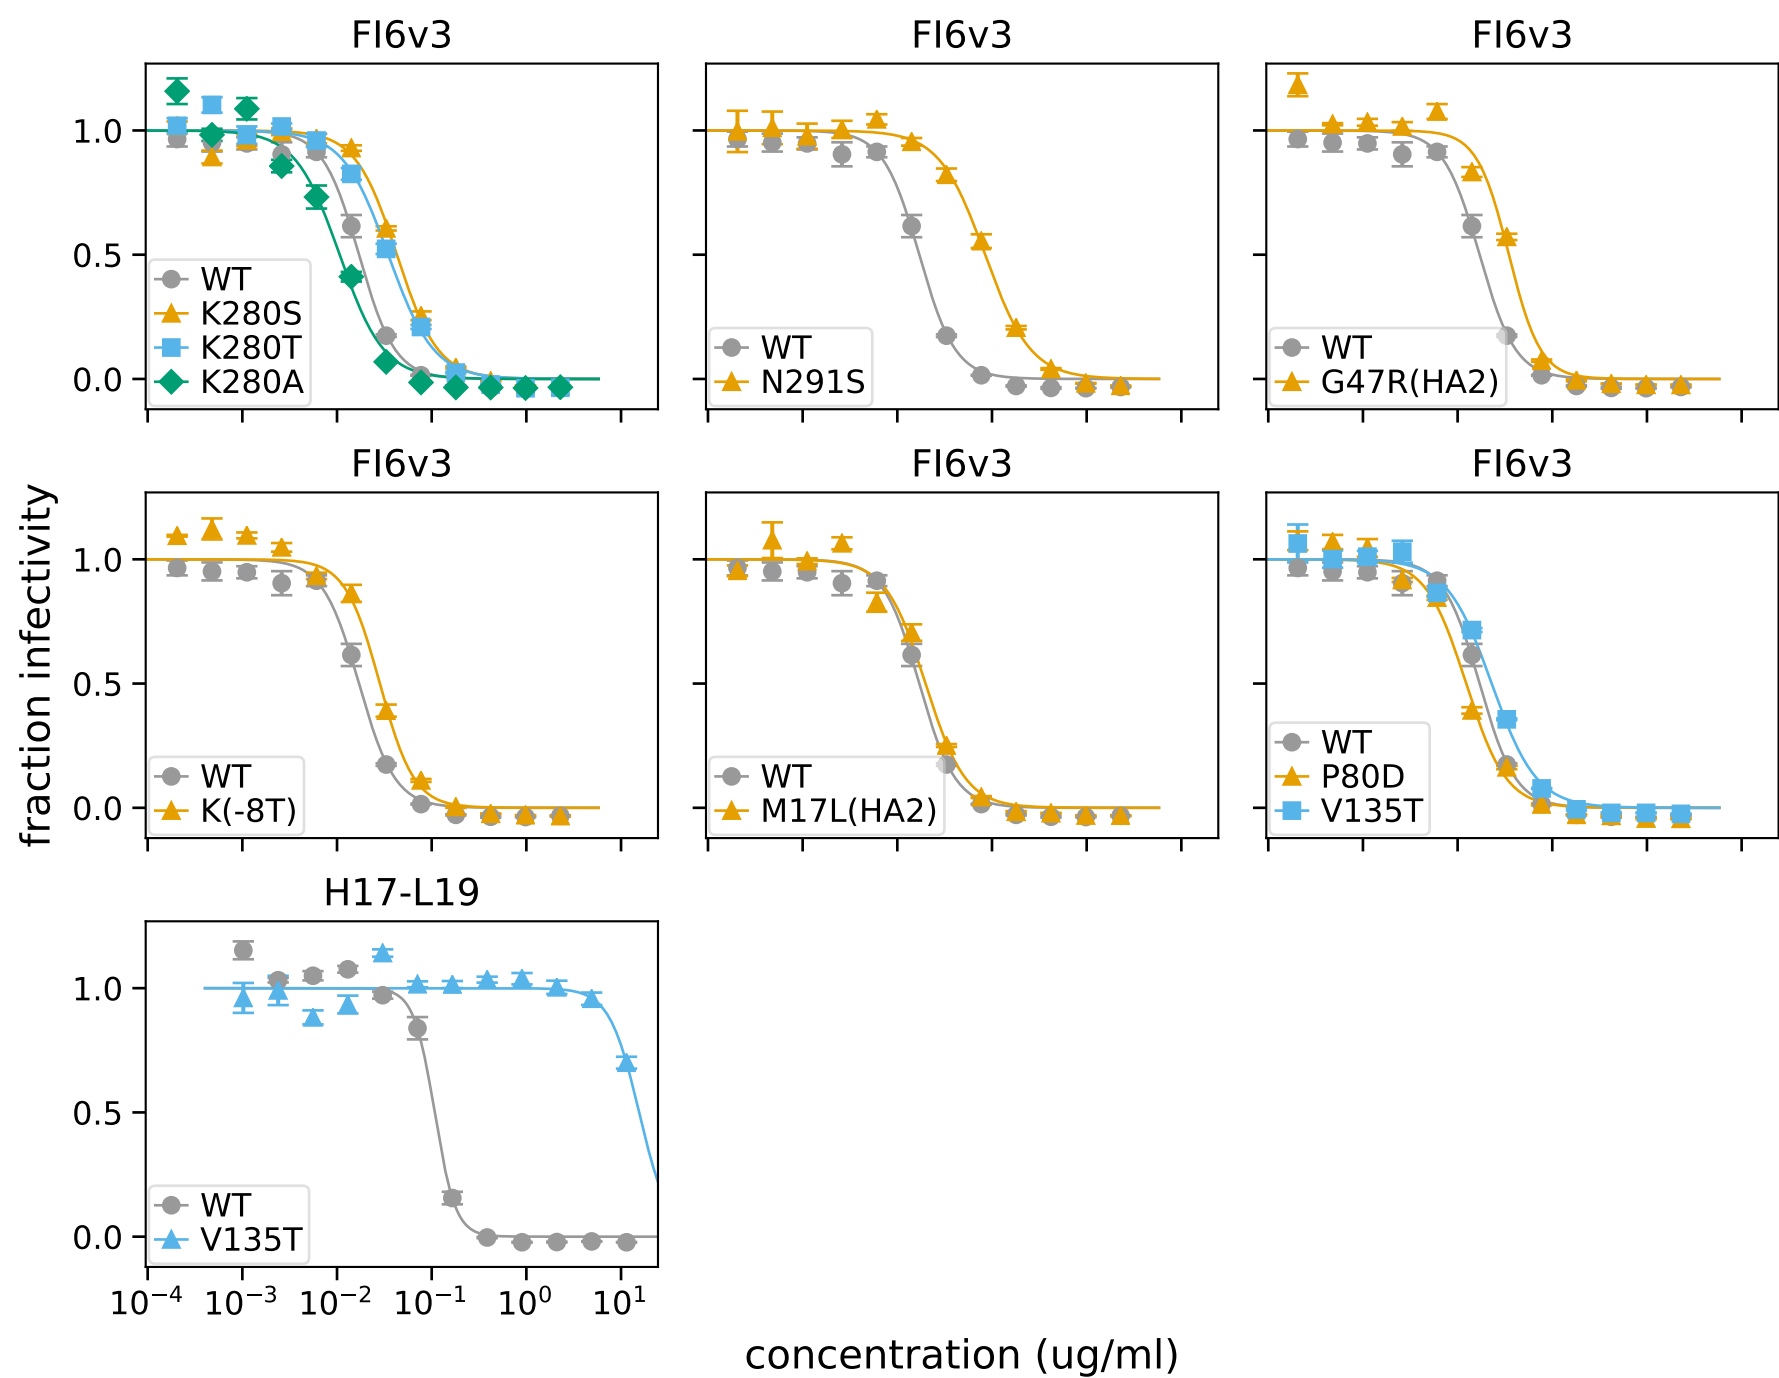 FI6v3
FI6v3
FI6v3
1.0
0.5
0.0
WT
K280S
K280T
K280A
WT
N291S
WT
G47R(HA2)
FI6v3
FI6v3
FI6v3
fraction infectivity
1.0
0.5
0.0
WT
K(-8T)
WT
M17L(HA2)
WT
P80D
V135T
H17-L19
1.0
0.5
0.0
WT
V135T
10⁻⁴ 10⁻³ 10⁻² 10⁻¹ 10⁰ 10¹
concentration (ug/ml)